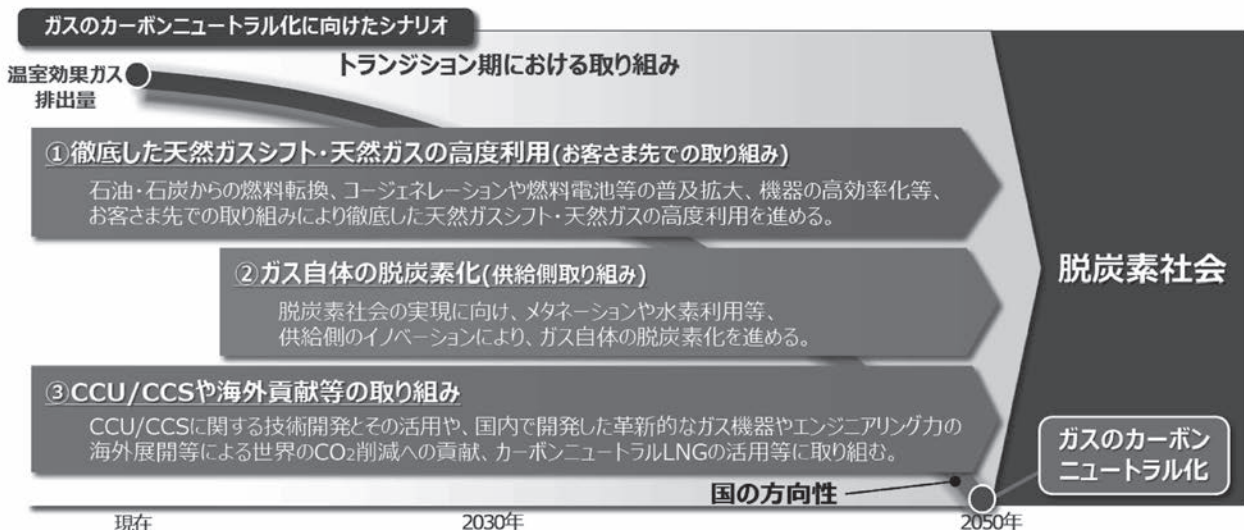 ガスのカーボンニュートラル化に向けたシナリオ
トランジション期における取り組み
温室効果ガス
排出量
①徹底した天然ガスシフト・天然ガスの高度利用(お客さま先での取り組み)
石油・石炭からの燃料転換、コージェネレーションや燃料電池等の普及拡大、機器の高効率化等、
お客さま先での取り組みにより徹底した天然ガスシフト・天然ガスの高度利用を進める。
②ガス自体の脱炭素化(供給側取り組み)
脱炭素社会の実現に向け、メタネーションや水素利用等、
供給側のイノベーションにより、ガス自体の脱炭素化を進める。
脱炭素社会
③CCU/CCSや海外貢献等の取り組み
CCU/CCSに関する技術開発とその活用や、国内で開発した革新的なガス機器やエンジニアリング力の
海外展開等による世界のCO₂削減への貢献、カーボンニュートラルLNGの活用等に取り組む。
ガスのカーボン
ニュートラル化
国の方向性
現在
2030年
2050年